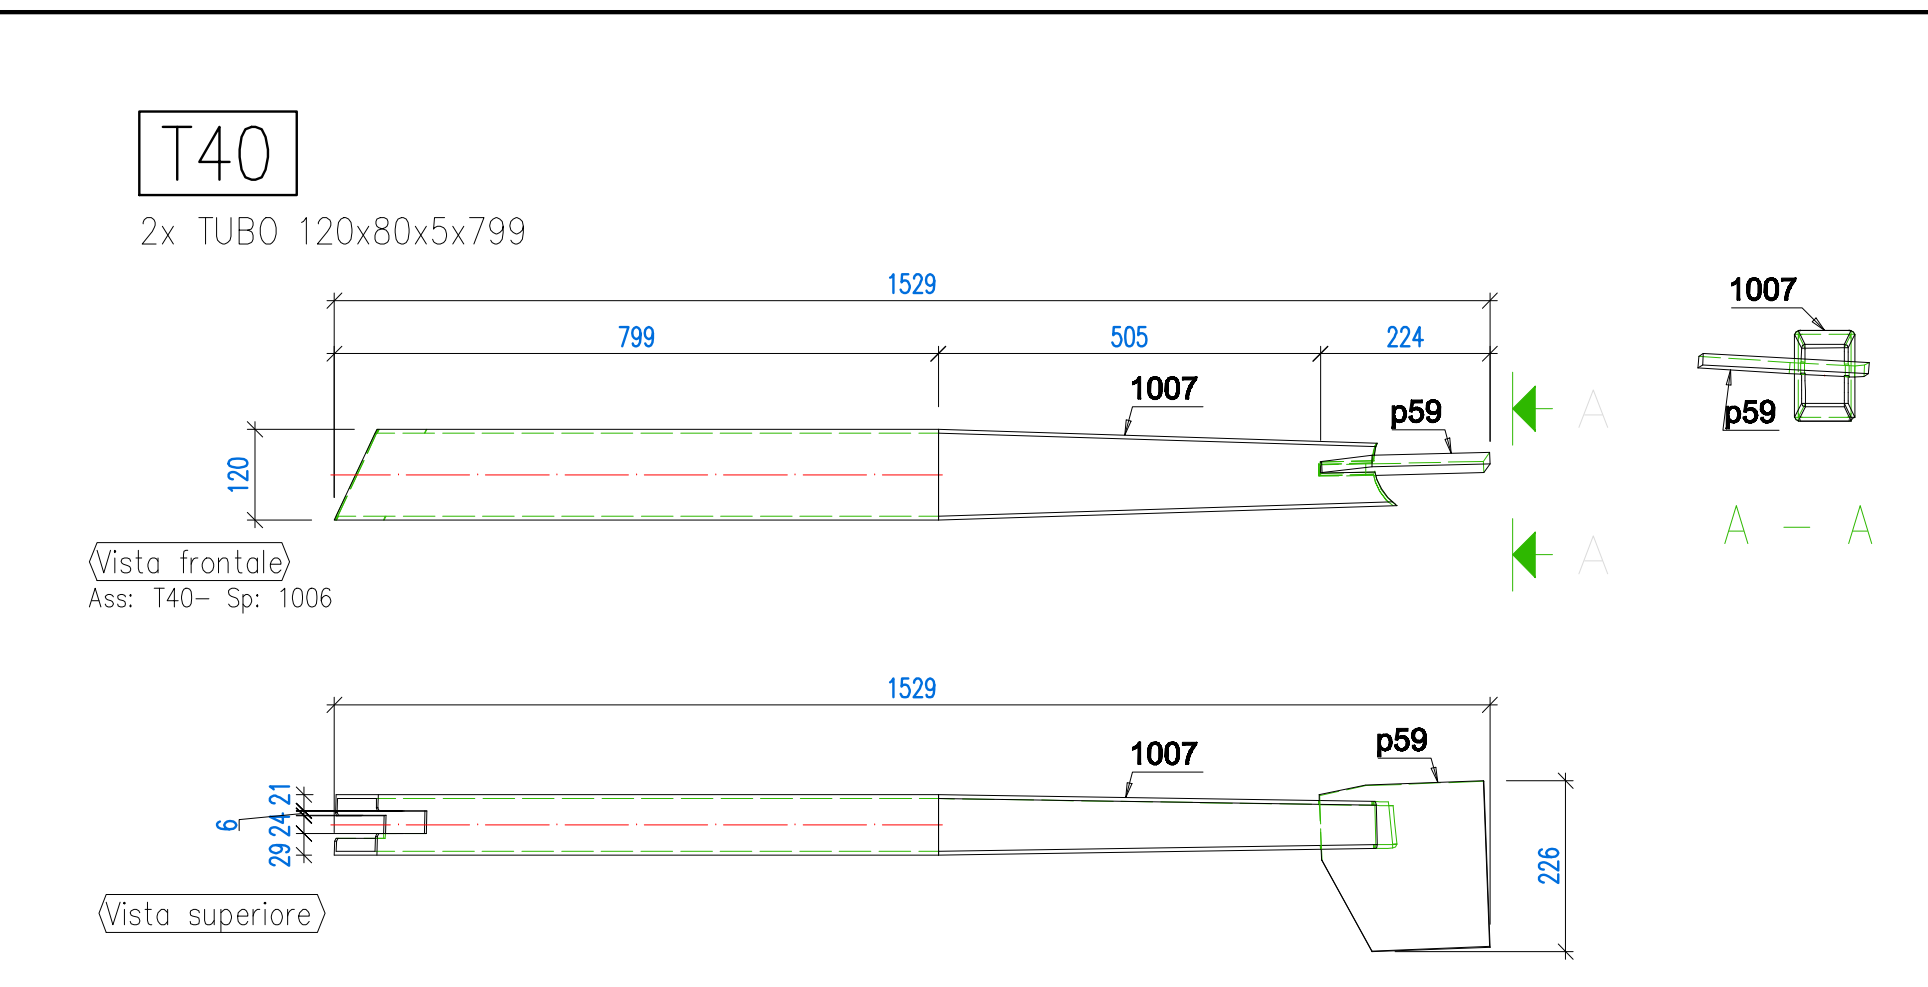 T40
2x TUBO 120x80x5x799
1529
799 505 224
1007
p59
120
A
A
Vista frontale
Ass: T40- Sp: 1006
1007
p59
A - A
1529
1007
p59
21
6
24
29
226
Vista superiore